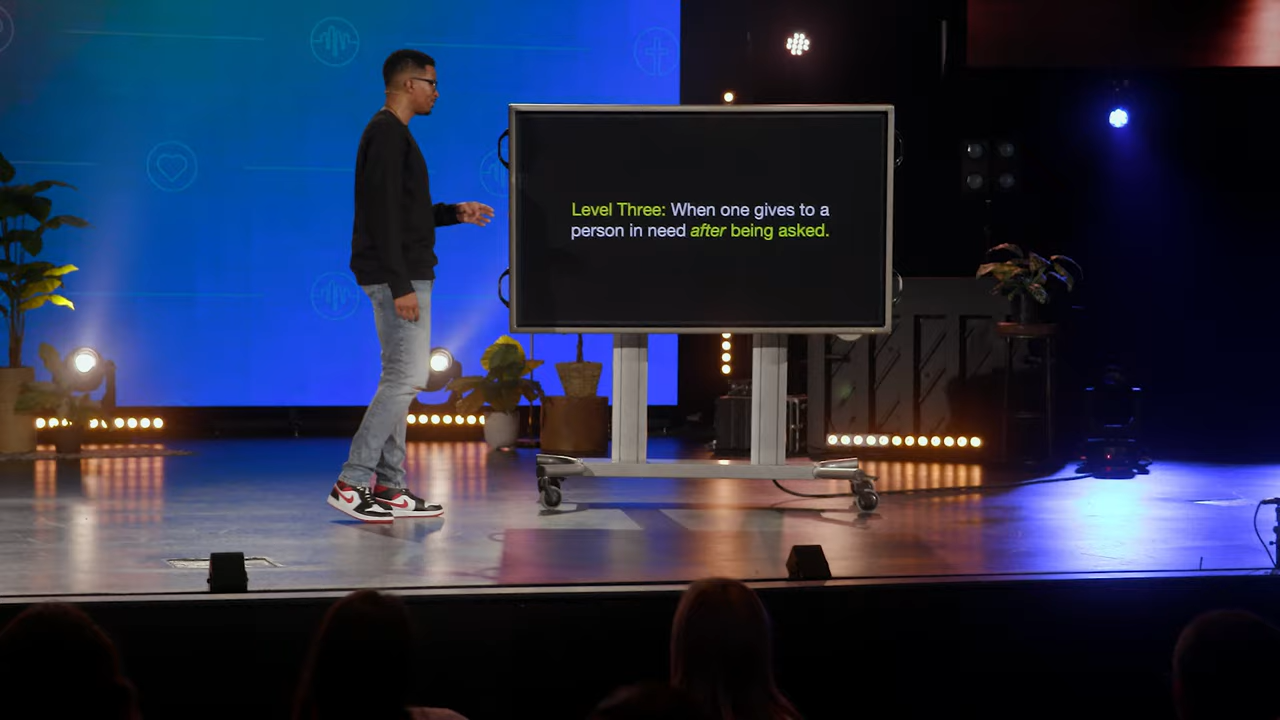 Level Three: When one gives to a
person in need after being asked.